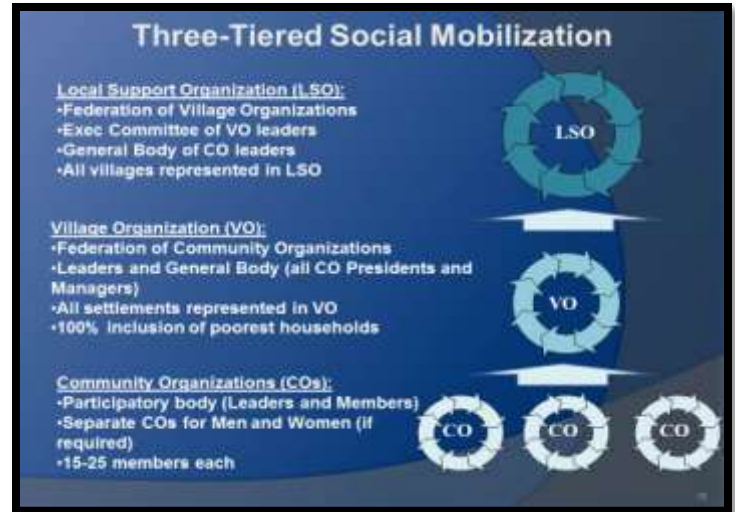 Three-Tiered Social Mobilization
Local Support Organization (LSO):
•Federation of Village Organizations
•Exec Committee of VO leaders
•General Body of CO leaders
•All villages represented in LSO
LSO
Village Organization (VO):
•Federation of Community Organizations
•Leaders and General Body (all CO Presidents and
Managers)
•All settlements represented in VO
•100% inclusion of poorest households
VO
Community Organizations (COs):
•Participatory body (Leaders and Members)
•Separate COs for Men and Women (if
required)
•15-25 members each
CO
CO
CO